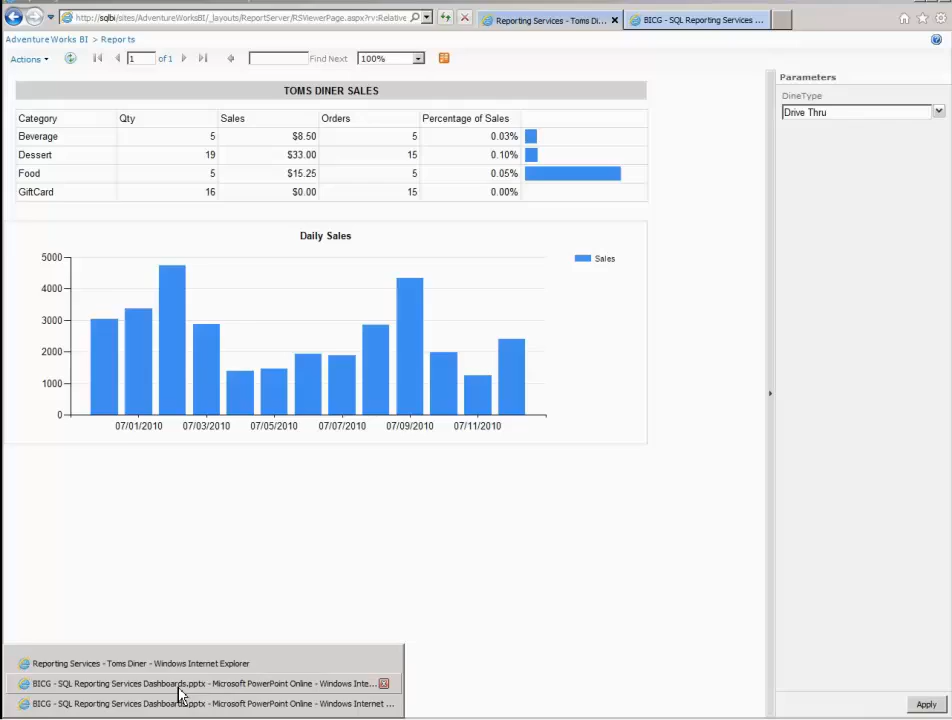 http://sqlbi/sites/AdventureWorksBI/_layouts/ReportServer/RSViewerPage.aspx?rv:Relative
Reporting Services - Toms Di...
BICG - SQL Reporting Services ...
AdventureWorks BI > Reports
Actions
1 of 1
Find Next
100%
Parameters
DineType
Drive Thru
TOMS DINER SALES
Category Qty Sales Orders Percentage of Sales
Beverage 5 $8.50 5 0.03%
Dessert 19 $33.00 15 0.10%
Food 5 $15.25 5 0.05%
GiftCard 16 $0.00 15 0.00%
Daily Sales
Sales
5000
4000
3000
2000
1000
0
07/01/2010 07/03/2010 07/05/2010 07/07/2010 07/09/2010 07/11/2010
Reporting Services - Toms Diner - Windows Internet Explorer
BICG - SQL Reporting Services Dashboards.pptx - Microsoft PowerPoint Online - Windows Inte...
BICG - SQL Reporting Services Dashboards.pptx - Microsoft PowerPoint Online - Windows Internet ...
Apply